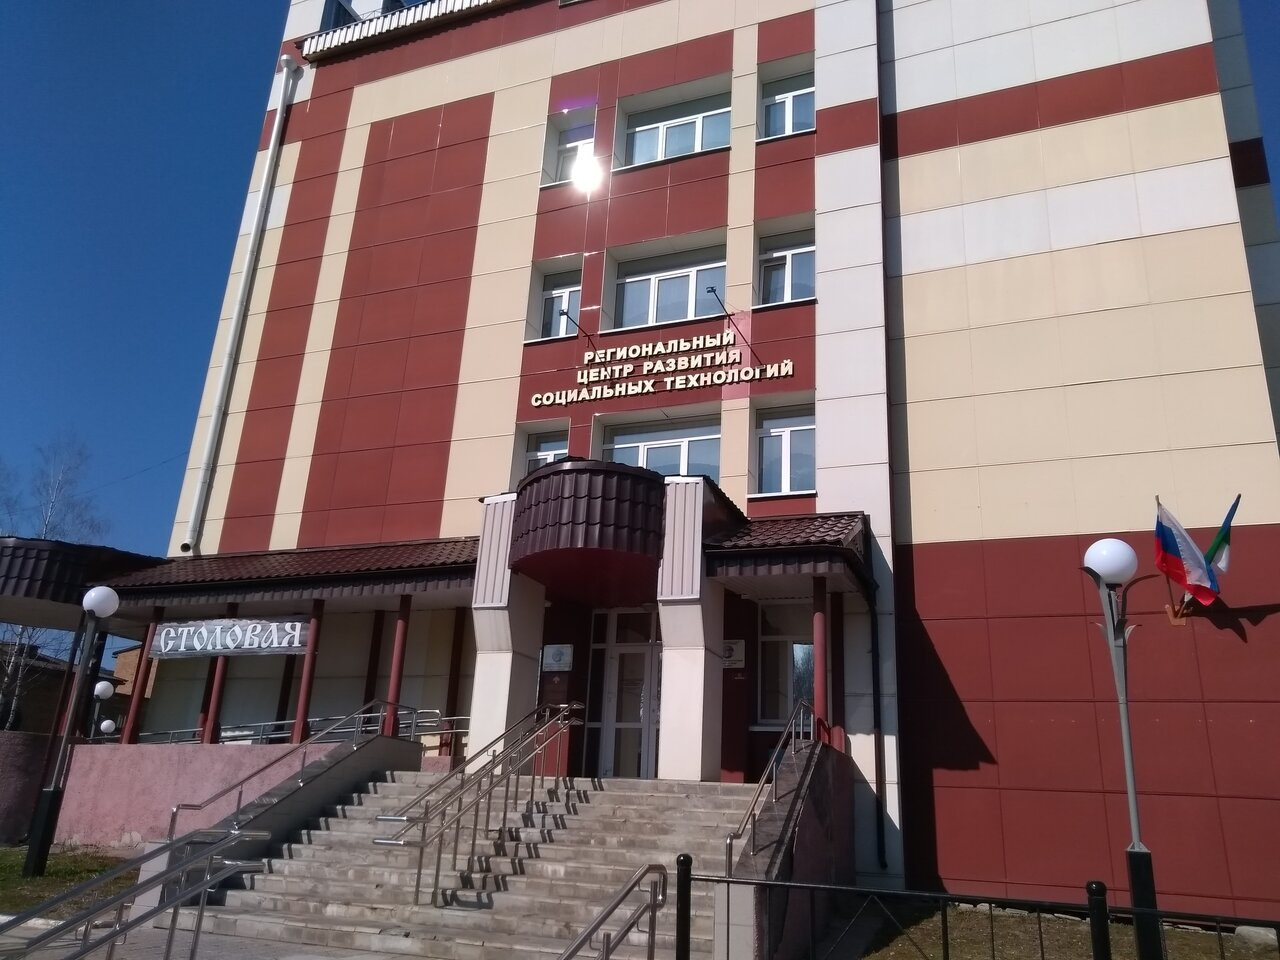 РЕГИОНАЛЬНЫЙ
ЦЕНТР РАЗВИТИЯ
СОЦИАЛЬНЫХ ТЕХНОЛОГИЙ
СТОЛОВАЯ